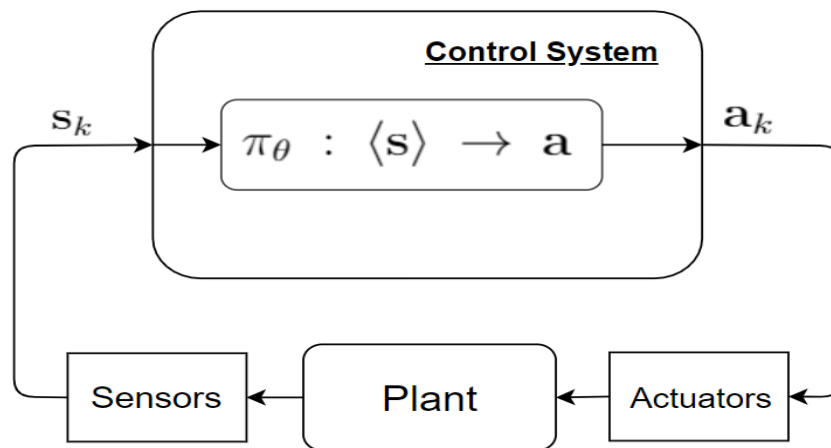 Control System
s_k
π_θ : ⟨s⟩ → a
a_k
Sensors
Plant
Actuators